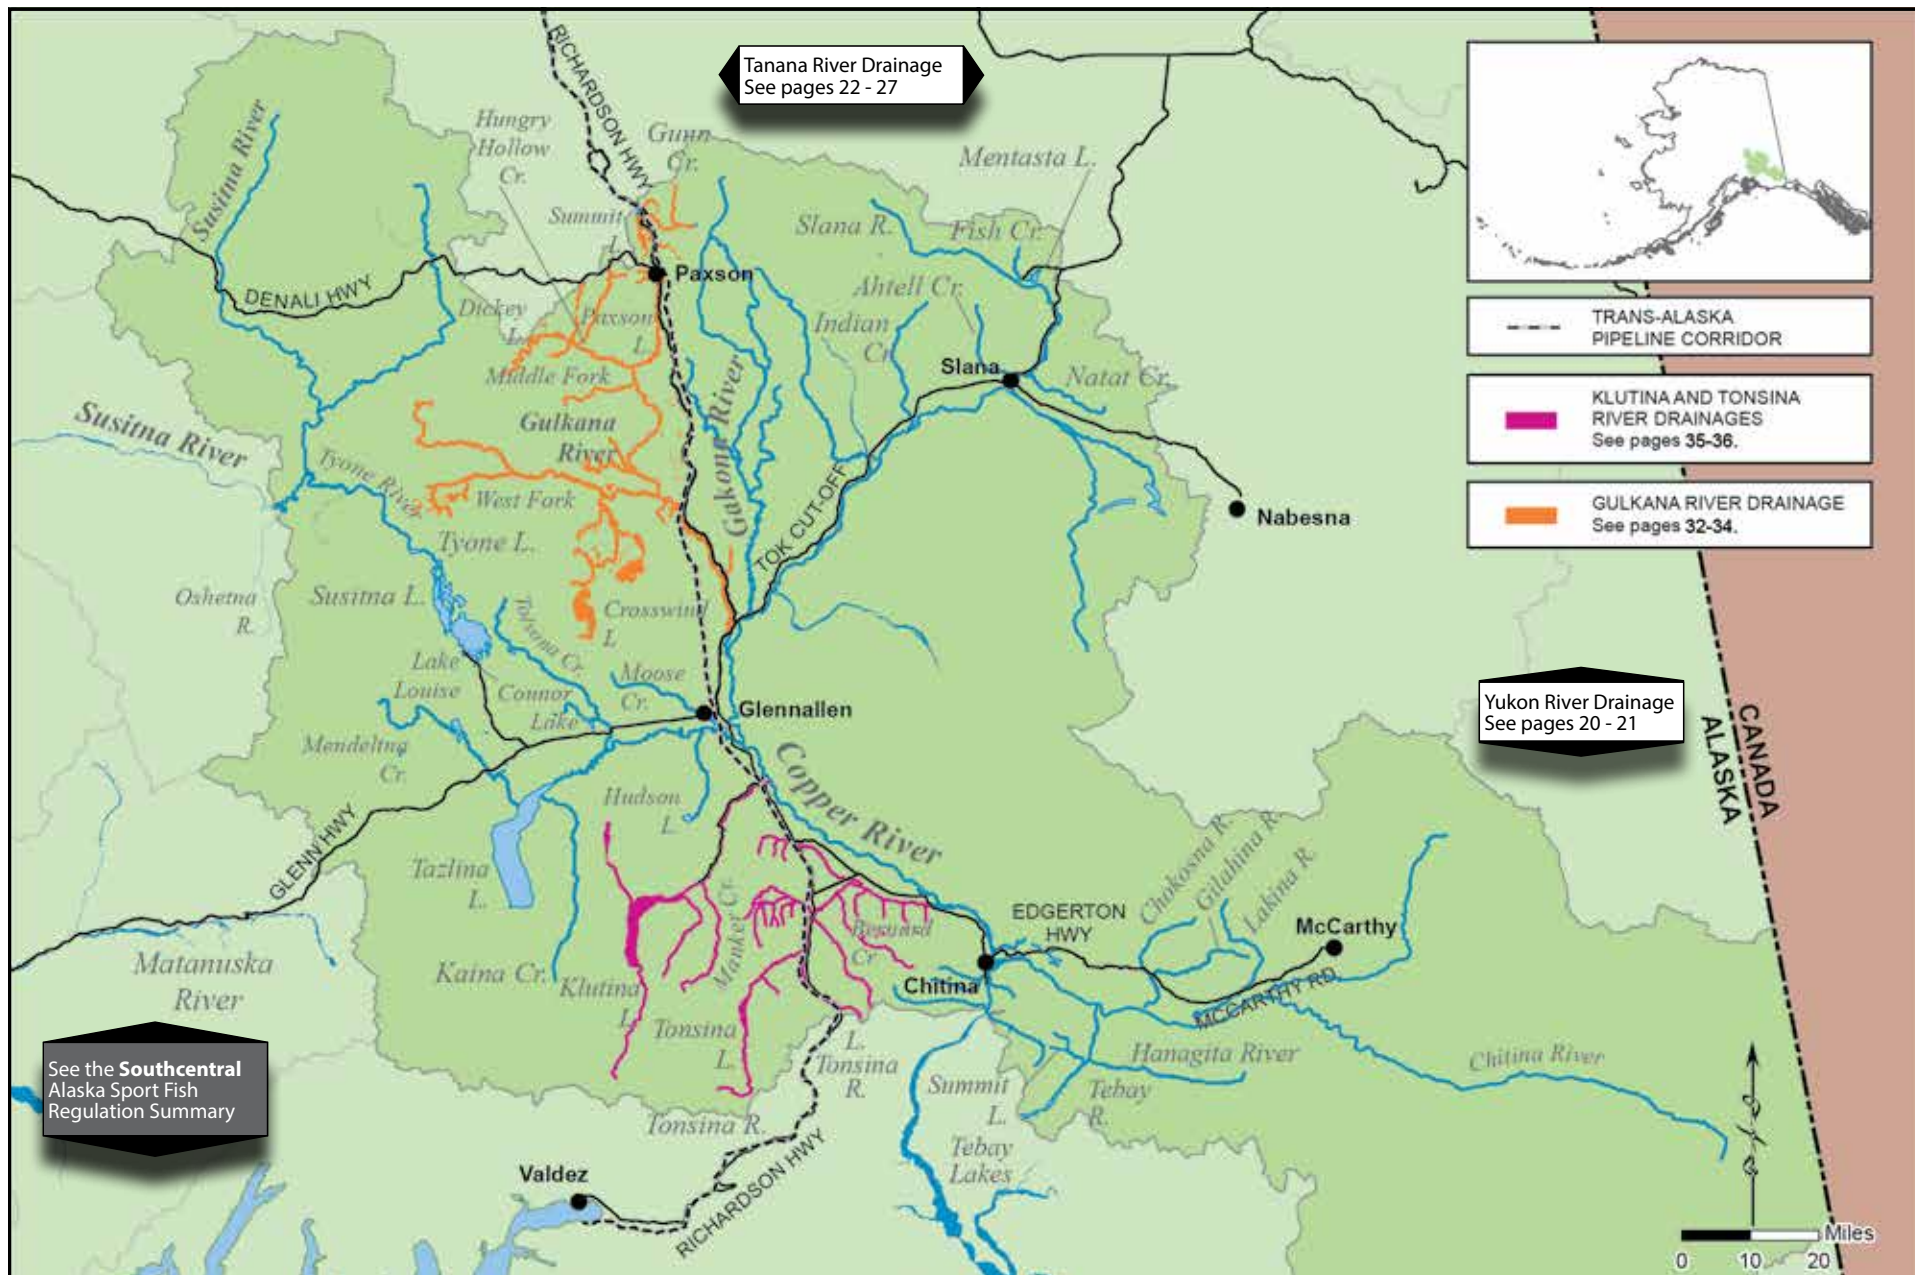 RICHARDSON HWY
Tanana River Drainage
See pages 22 - 27
Hungry
Hollow
Cr.
Gunn
Cr.
Mentasta L.
Susitna River
Summit
L.
Slana R.
Fish Cr.
Paxson
DENALI HWY
Dickey
L.
Paxson
L.
Ahtell Cr.
Indian
Cr.
TRANS-ALASKA
PIPELINE CORRIDOR
Slana
Natat Cr.
Middle Fork
Gakona River
KLUTINA AND TONSINA
RIVER DRAINAGES
See pages 35-36.
Susitna River
Gulkana
River
Tyone River
West Fork
TOK CUT-OFF
Nabesna
GULKANA RIVER DRAINAGE
See pages 32-34.
Tyone L.
Oshetna
R.
Susitna L.
Tolsona Cr.
Crosswind
L
Lake
Louise
Connor
Lake
Moose
Cr.
Glennallen
Yukon River Drainage
See pages 20 - 21
CANADA
ALASKA
Mendeltna
Cr.
Copper River
Hudson
L.
GLENN HWY
Tazlina
L.
Manker Cr.
Bernard
Cr
EDGERTON
HWY
Chokosna R.
Gilahina R.
Lakina R.
McCarthy
Matanuska
River
Kaina Cr.
Klutina
L
Chitina
MCCARTHY RD
Tonsina
L.
L.
Tonsina
R.
Hanagita River
Chitina River
See the Southcentral
Alaska Sport Fish
Regulation Summary
Summit
L.
Tebay
R.
Tonsina R.
Tebay
Lakes
Valdez
RICHARDSON HWY
Miles
0 10 20